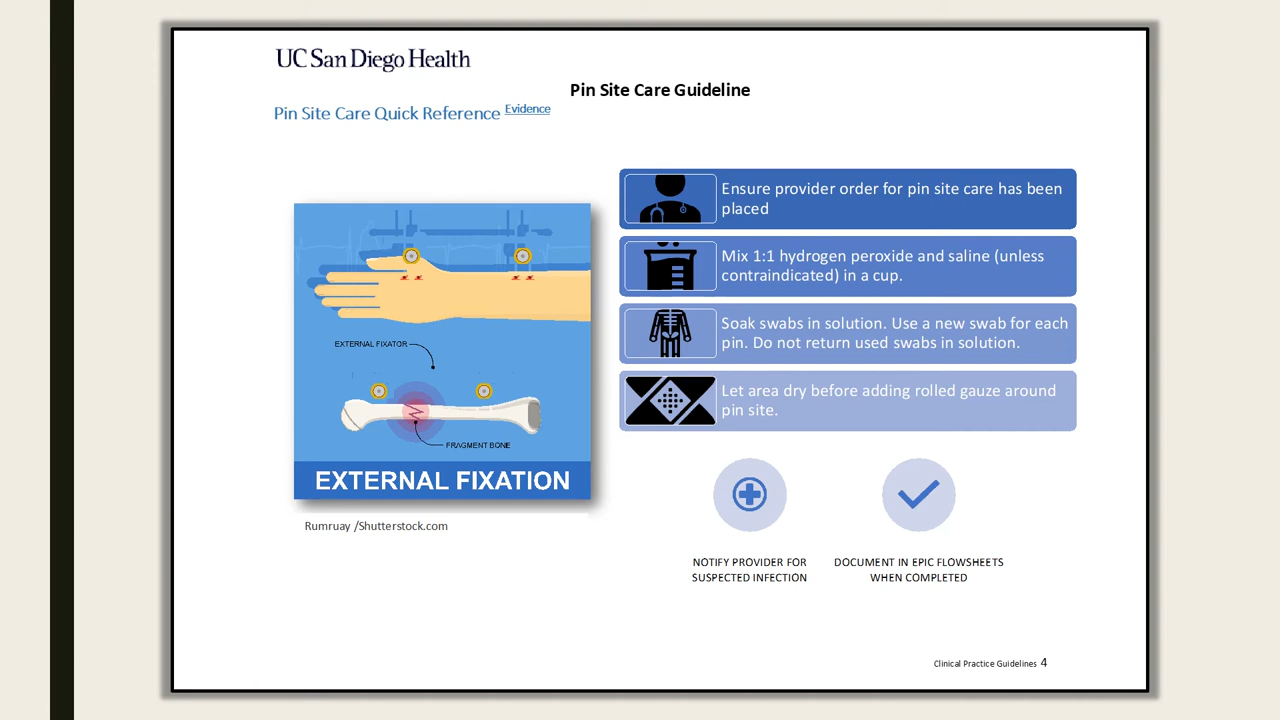 UC San Diego Health
Pin Site Care Guideline
Pin Site Care Quick Reference Evidence
Ensure provider order for pin site care has been
placed
Mix 1:1 hydrogen peroxide and saline (unless
contraindicated) in a cup.
Soak swabs in solution. Use a new swab for each
pin. Do not return used swabs in solution.
Let area dry before adding rolled gauze around
pin site.
EXTERNAL FIXATOR
FRAGMENT BONE
EXTERNAL FIXATION
Rumruay /Shutterstock.com
NOTIFY PROVIDER FOR
SUSPECTED INFECTION
DOCUMENT IN EPIC FLOWSHEETS
WHEN COMPLETED
Clinical Practice Guidelines 4